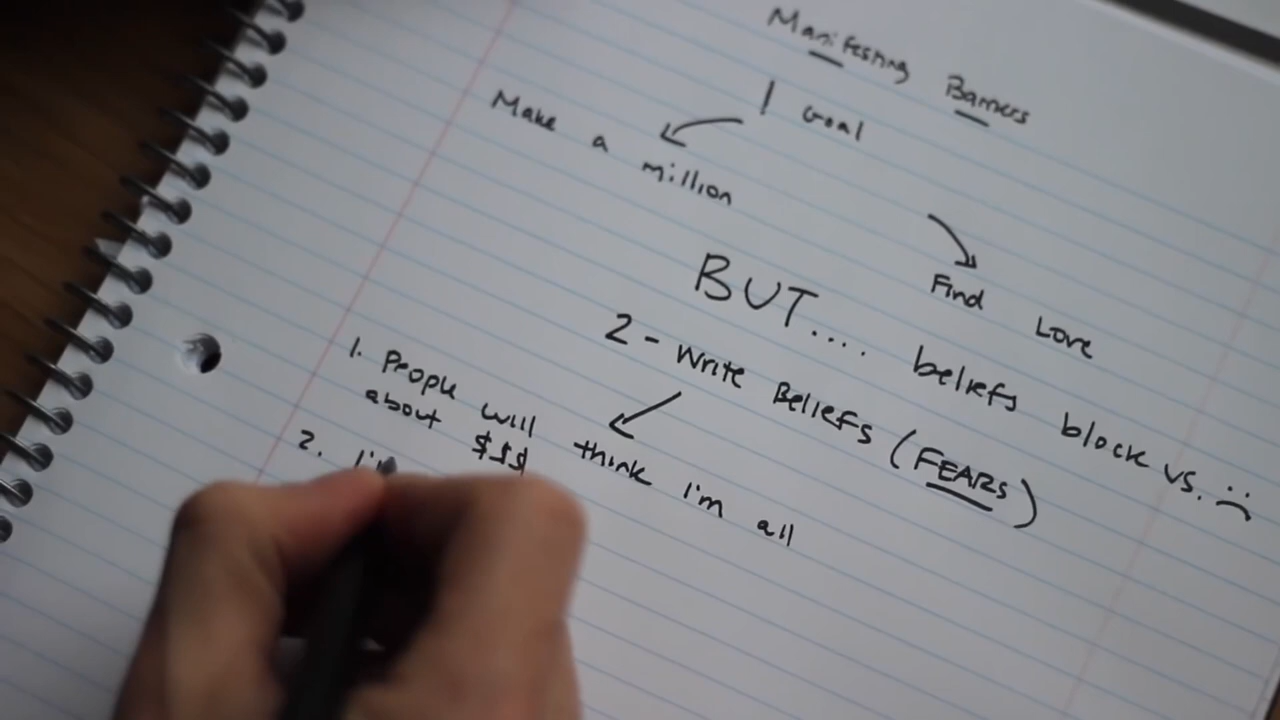 Manifesting Barriers
1 Goal
Make a million
Find Love
BUT.... beliefs block vs. :(
2 - Write Beliefs (FEARS)
1. People will think I'm all
about $$$
2. I'm